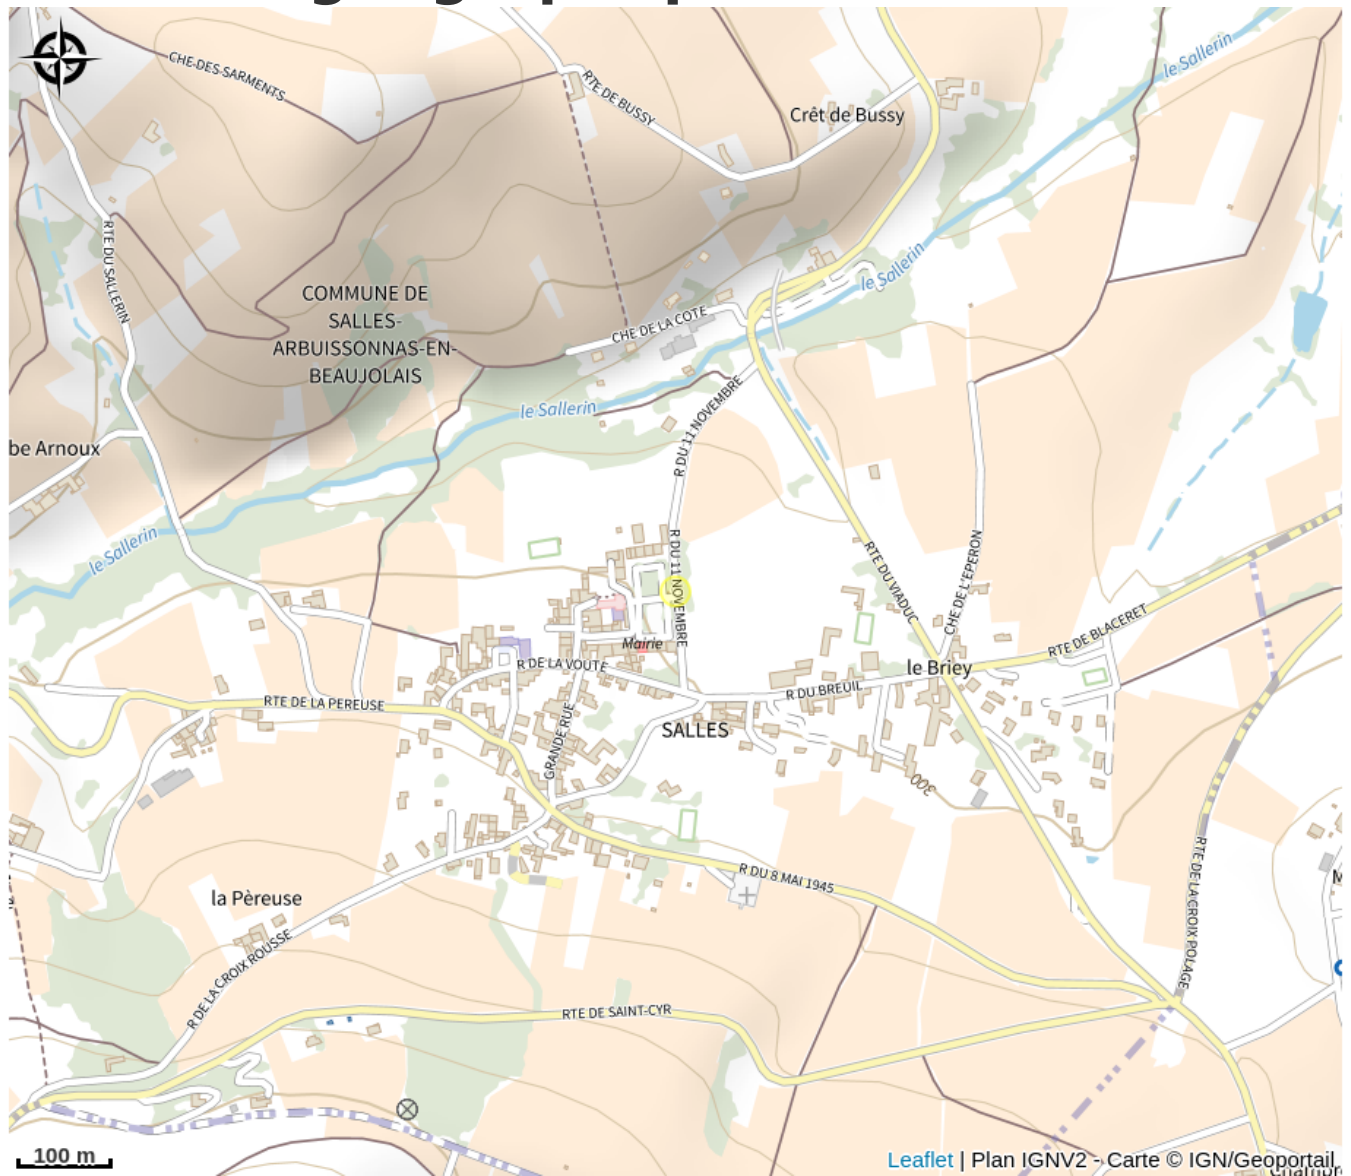 le Sallerin
CHE DES SARMENTS
RTE DE BUSSY
Crêt de Bussy
RTE DU SALLERIN
le Sallerin
COMMUNE DE
SALLES-
ARBUISSONNAS-EN-
BEAUJOLAIS
CHE DE LA COTE
le Sallerin
R DU 11 NOVEMBRE
be Arnoux
le Sallerin
R DU 11 NOVEMBRE
RTE DU VIADUC
CHE DE L'EPERON
RTE DE BLACERET
Mairie
R DE LA VOUTE
le Briey
R DU BREUIL
RTE DE LA PEREUSE
GRANDE RUE
SALLES
300
RTE DE LA CROIX POLAGE
R DU 8 MAI 1945
M
la Pèreuse
R DE LA CROIX ROUSSE
RTE DE SAINT-CYR
100 m
Leaflet | Plan IGNV2 - Carte © IGN/Geoportail